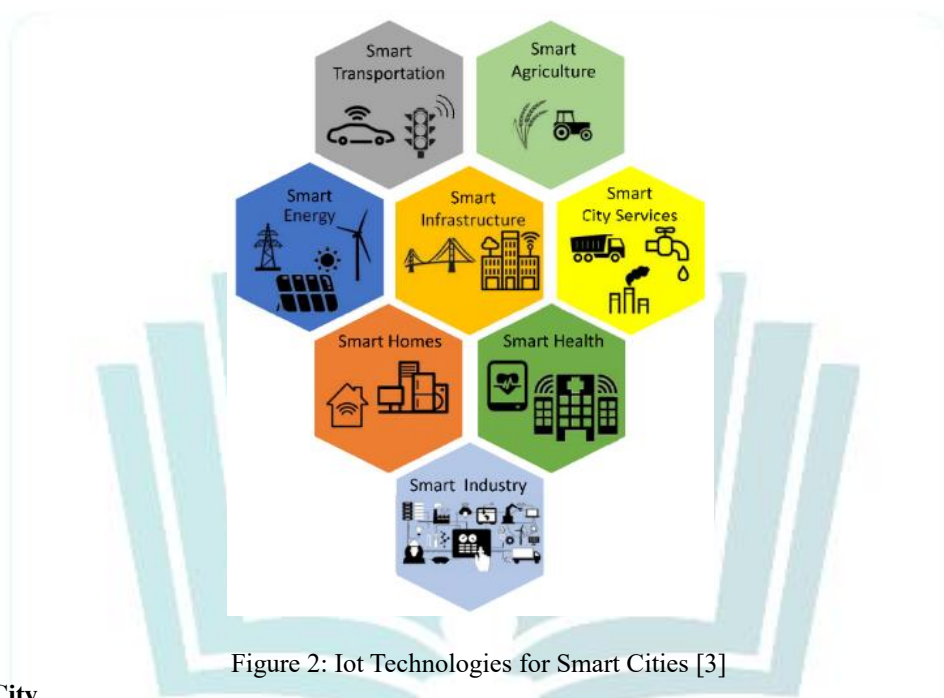 Smart
Transportation
Smart
Agriculture
Smart
Energy
Smart
Infrastructure
Smart
City Services
Smart Homes
Smart Health
Smart Industry
Figure 2: Iot Technologies for Smart Cities [3]
City